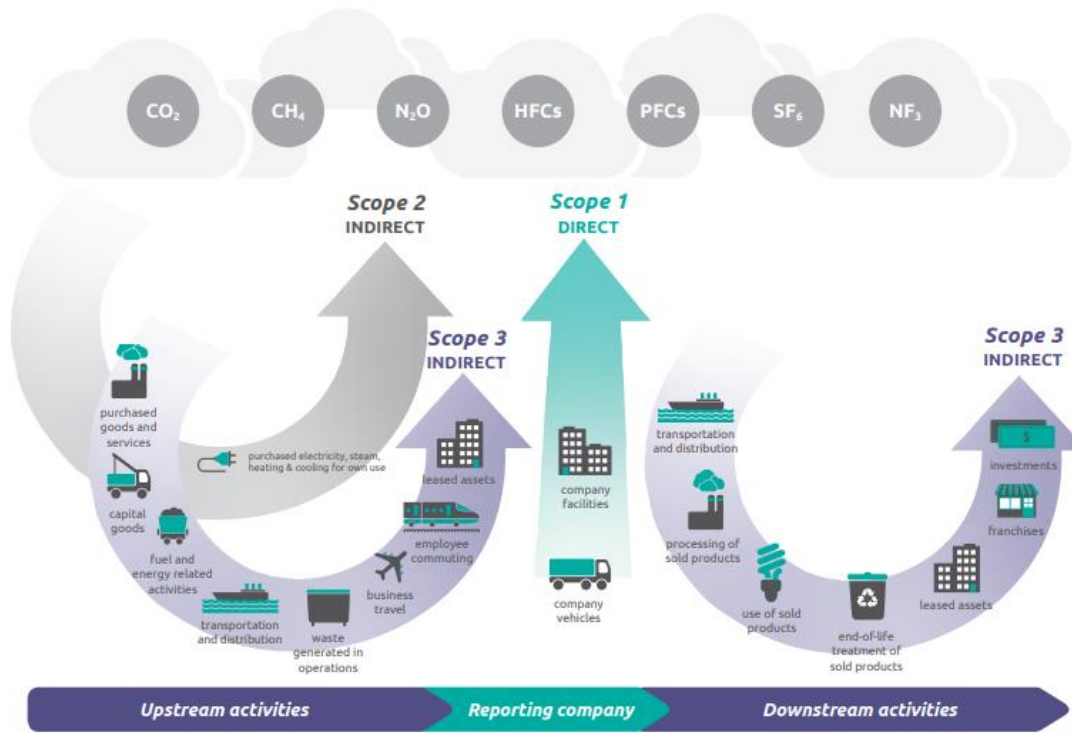 CO₂ CH₄ N₂O HFCs PFCs SF₆ NF₃
Scope 2
INDIRECT
Scope 1
DIRECT
Scope 3
INDIRECT
Scope 3
INDIRECT
purchased
goods and
services
capital
goods
fuel and
energy related
activities
purchased electricity, steam,
heating & cooling for own use
transportation
and distribution
waste
generated in
operations
business
travel
employee
commuting
leased assets
company
facilities
company
vehicles
transportation
and distribution
processing of
sold products
use of sold
products
end-of-life
treatment of
sold products
leased assets
franchises
$
investments
Upstream activities
Reporting company
Downstream activities